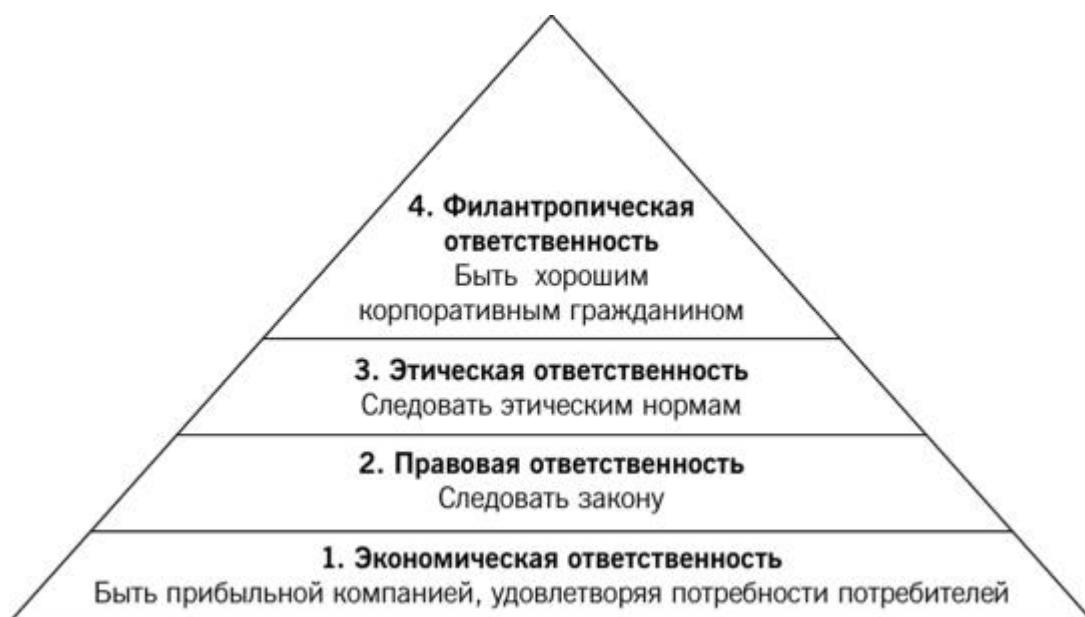 4. Филантропическая
ответственность
Быть хорошим
корпоративным гражданином
3. Этическая ответственность
Следовать этическим нормам
2. Правовая ответственность
Следовать закону
1. Экономическая ответственность
Быть прибыльной компанией, удовлетворяя потребности потребителей